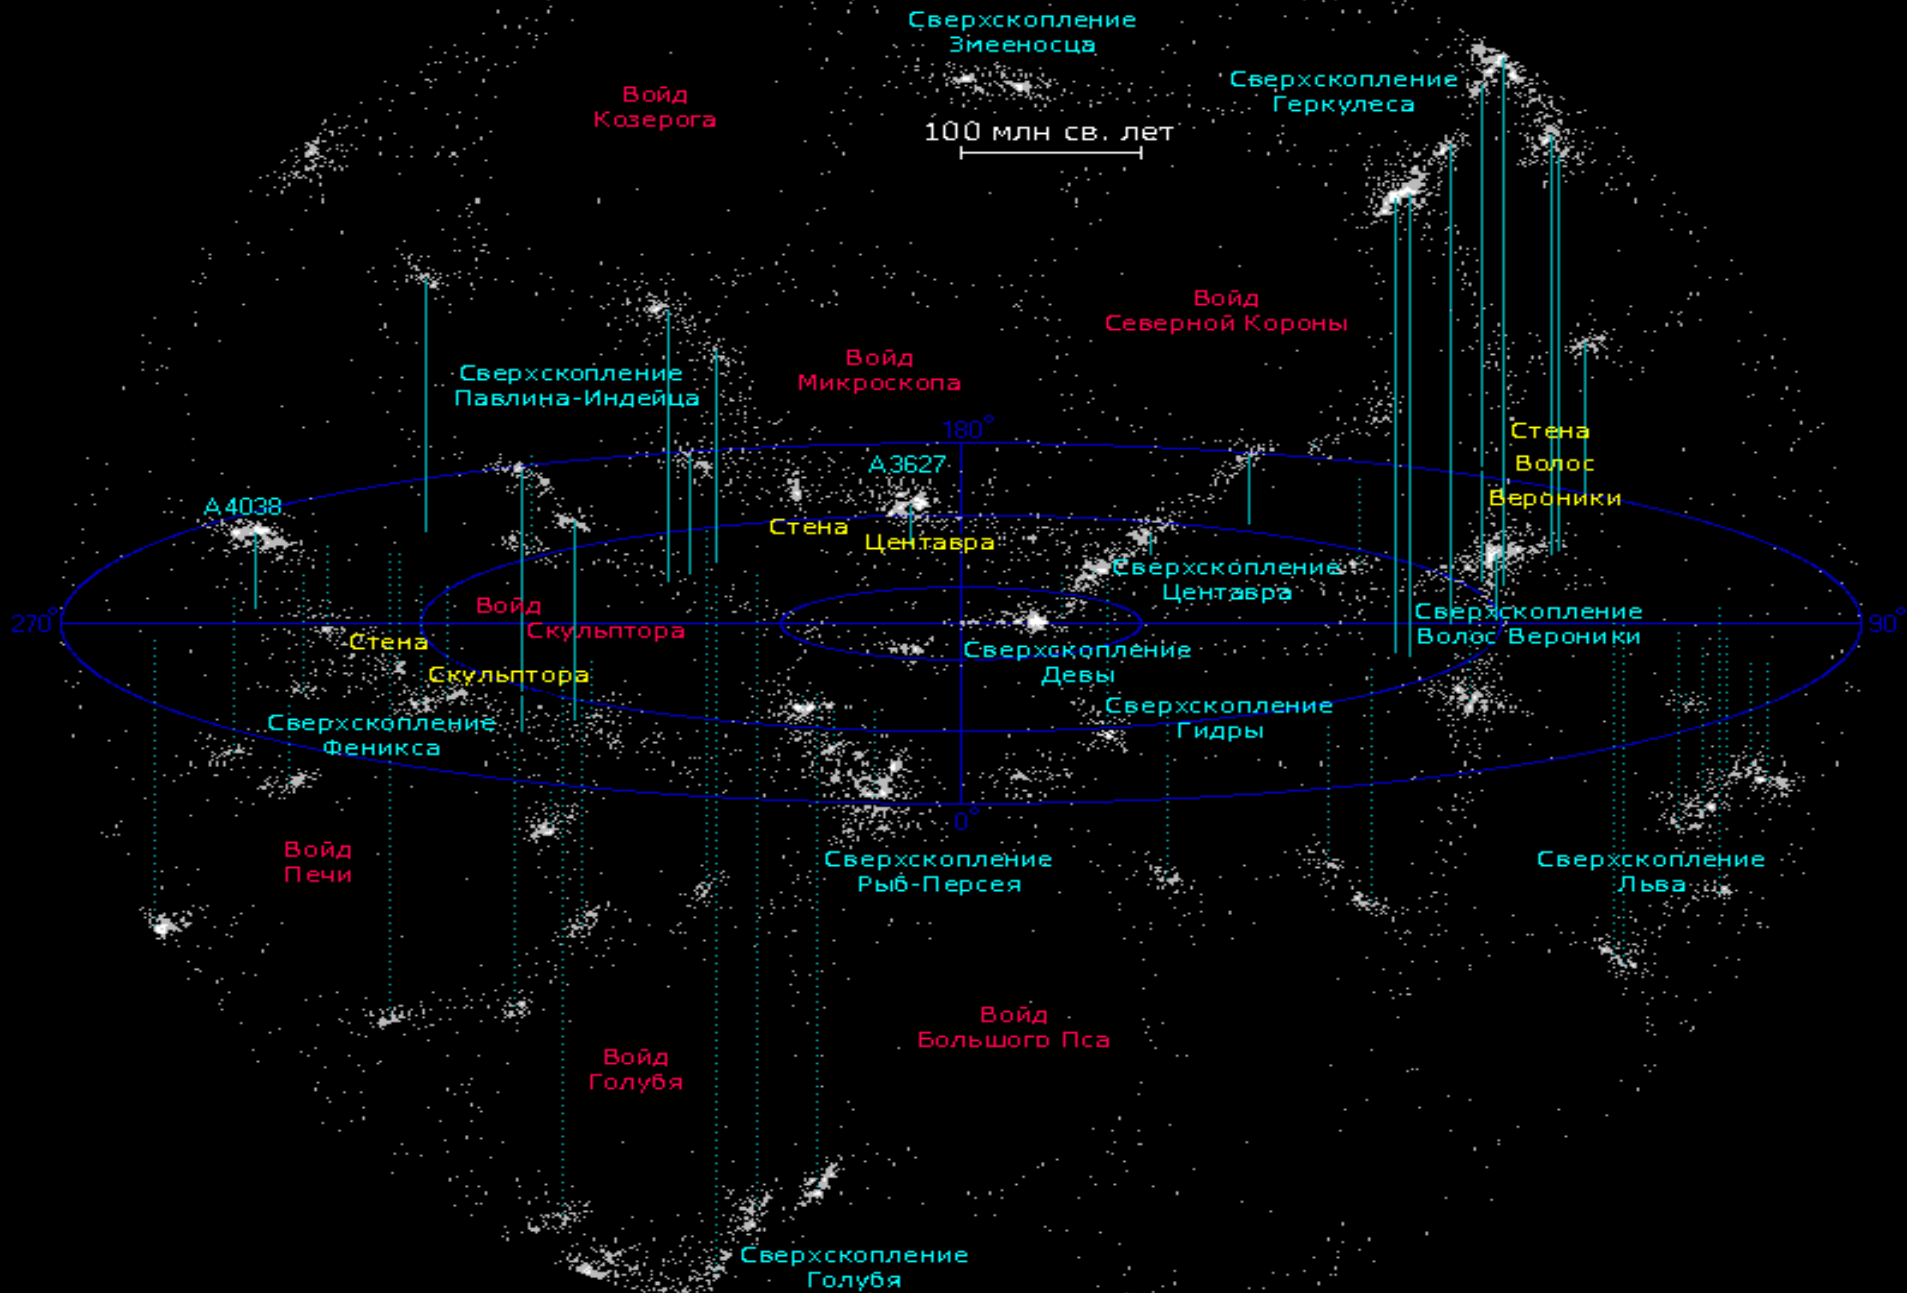 Сверхскопление
Змееносца
Сверхскопление
Геркулеса
Войд
Козерога
100 млн св. лет
Войд
Северной Короны
Войд
Микроскопа
Сверхскопление
Павлина-Индейца
180°
Стена
Волос
Вероники
A3627
A4038
Стена
Центавра
Сверхскопление
Центавра
Войд
Скульптора
270°
90°
Сверхскопление
Волос Вероники
Стена
Скульптора
Сверхскопление
Девы
Сверхскопление
Гидры
Сверхскопление
Феникса
0°
Войд
Печи
Сверхскопление
Рыб-Персея
Сверхскопление
Льва
Войд
Большого Пса
Войд
Голубя
Сверхскопление
Голубя